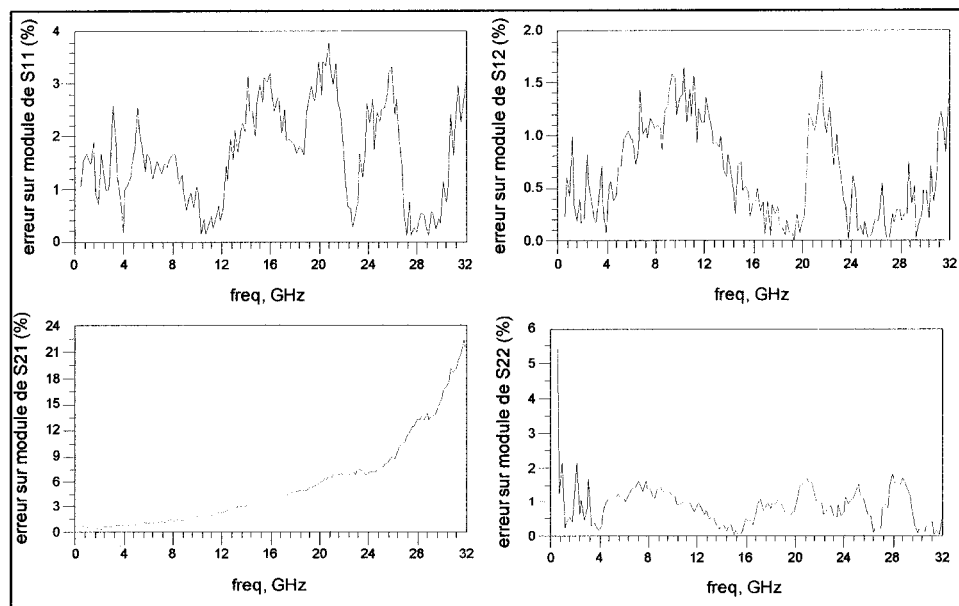 erreur sur module de S11 (%)
4
3
2
1
0
0 4 8 12 16 20 24 28 32
freq, GHz
erreur sur module de S12 (%)
2.0
1.5
1.0
0.5
0.0
0 4 8 12 16 20 24 28 32
freq, GHz
erreur sur module de S21 (%)
24
21
18
15
12
9
6
3
0
0 4 8 12 16 20 24 28 32
freq, GHz
erreur sur module de S22 (%)
6
5
4
3
2
1
0
0 4 8 12 16 20 24 28 32
freq, GHz